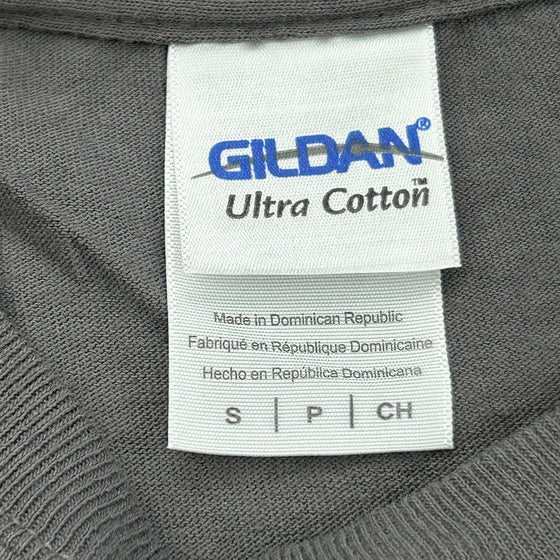 GILDAN®
Ultra Cotton™
Made in Dominican Republic
Fabriqué en République Dominicaine
Hecho en República Dominicana
S | P | CH